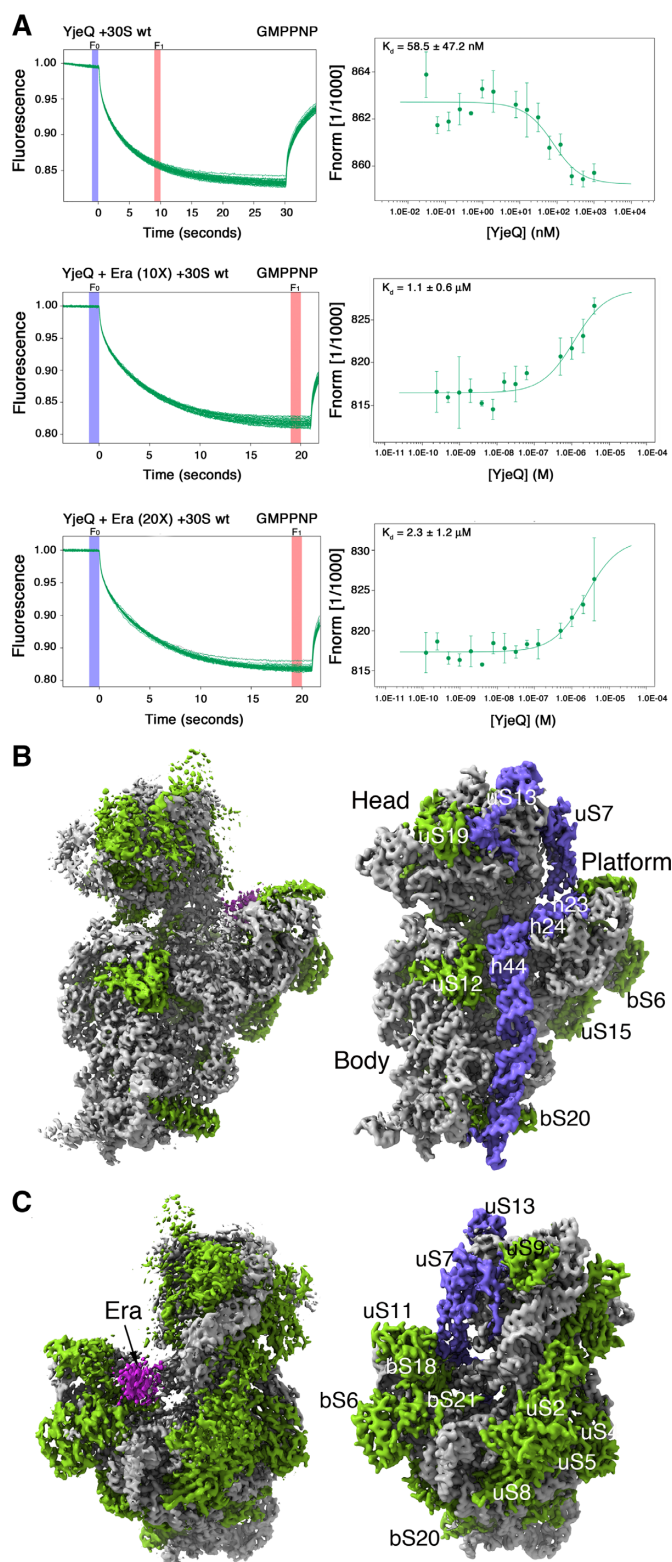 A
YjeQ +30S wt GMPPNP
F0 F1
Fluorescence
1.00
0.95
0.90
0.85
0 5 10 15 20 25 30 35
Time (seconds)
Kd = 58.5 ± 47.2 nM
Fnorm [1/1000]
864
862
860
1.0E-02 1.0E-01 1.0E+00 1.0E+01 1.0E+02 1.0E+03 1.0E+04
[YjeQ] (nM)
YjeQ + Era (10X) +30S wt GMPPNP
F0 F1
Fluorescence
1.00
0.95
0.90
0.85
0.80
0 5 10 15 20
Time (seconds)
Kd = 1.1 ± 0.6 μM
Fnorm [1/1000]
825
820
815
1.0E-11 1.0E-10 1.0E-09 1.0E-08 1.0E-07 1.0E-06 1.0E-05 1.0E-04
[YjeQ] (M)
YjeQ + Era (20X) +30S wt GMPPNP
F0 F1
Fluorescence
1.00
0.95
0.90
0.85
0.80
0 5 10 15 20
Time (seconds)
Kd = 2.3 ± 1.2 μM
Fnorm [1/1000]
830
825
820
815
1.0E-11 1.0E-10 1.0E-09 1.0E-08 1.0E-07 1.0E-06 1.0E-05 1.0E-04
[YjeQ] (M)
B
Head
uS13
uS7
uS19
Platform
h23
h24
h44
uS12
bS6
uS15
Body
bS20
C
uS13
uS7
uS9
Era
uS11
bS18
bS6
bS21
uS2
uS4
uS5
uS8
bS20